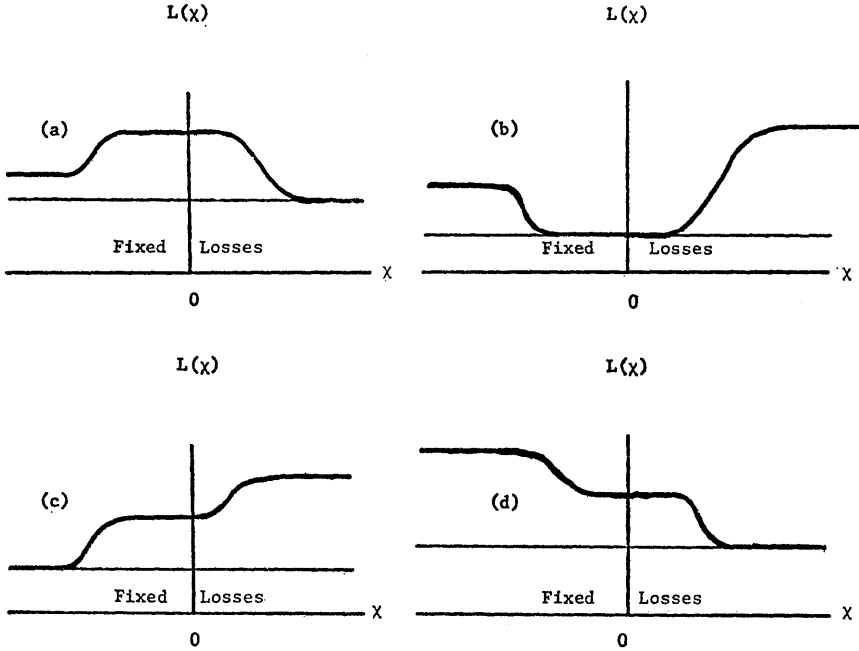 L(χ)
(a)
Fixed Losses
χ
0
L(χ)
(b)
Fixed Losses
χ
0
L(χ)
(c)
Fixed Losses
χ
0
L(χ)
(d)
Fixed Losses
χ
0